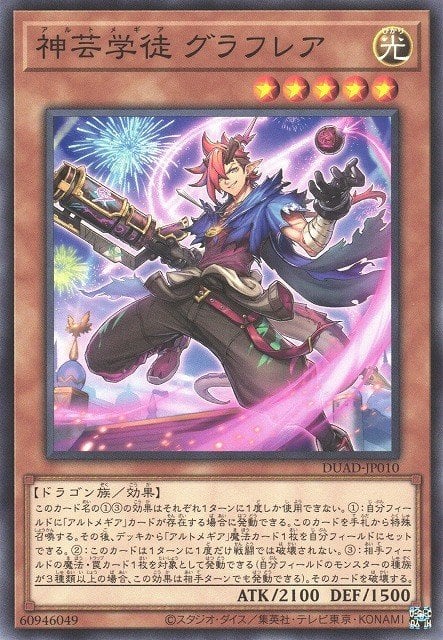 アルトメギア
神芸学徒 グラフレア
ひかり
光
DUAD-JP010
【ドラゴン族／効果】
このカード名の①③の効果はそれぞれ1ターンに1度しか使用できない。①：自分フィー
ルドに「アルトメギア」カードが存在する場合に発動できる。このカードを手札から特殊
召喚する。その後、デッキから「アルトメギア」魔法カード1枚を自分フィールドにセット
できる。②：このカードは1ターンに1度だけ戦闘では破壊されない。③：相手フィー
ルドの魔法・罠カード1枚を対象として発動できる（自分フィールドのモンスターの種族
が３種類以上の場合、この効果は相手ターンでも発動できる）。そのカードを破壊する。
ATK/2100 DEF/1500
60946049
©スタジオ・ダイス／集英社・テレビ東京・KONAMI